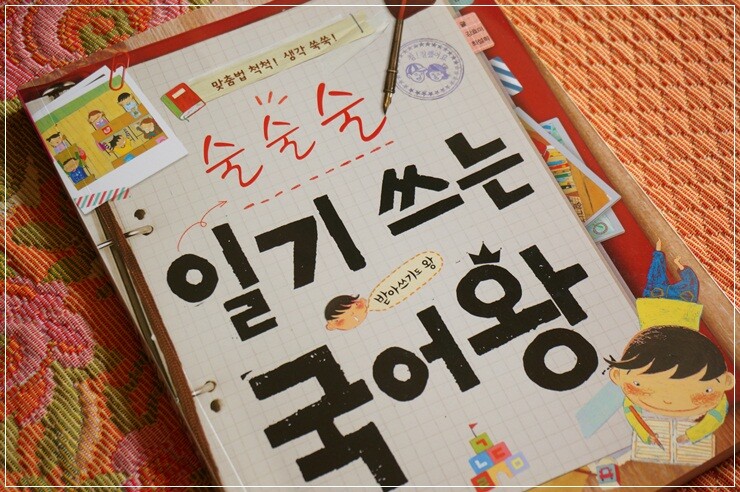 맞춤법 척척! 생각 쑥쑥!
술술술
일기 쓰는
받아쓰기도 왕
국어왕